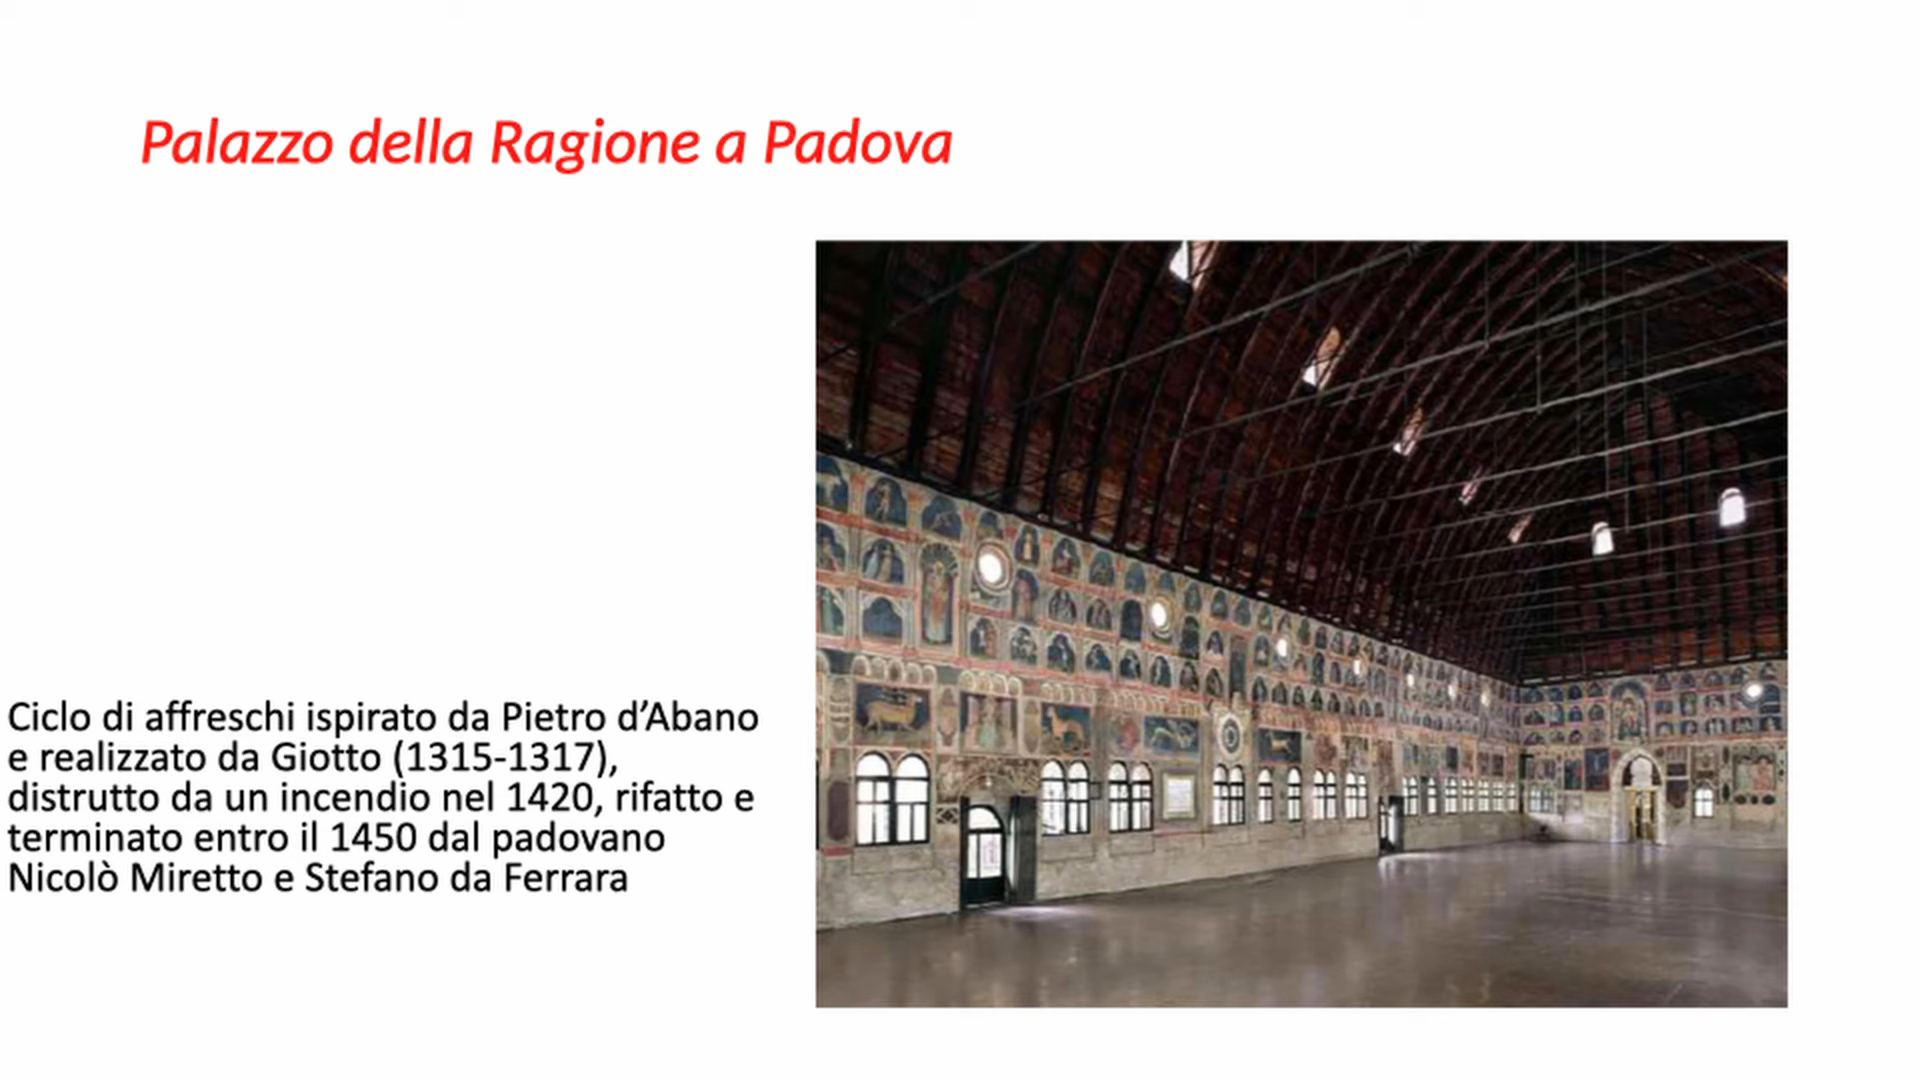 Palazzo della Ragione a Padova
Ciclo di affreschi ispirato da Pietro d’Abano
e realizzato da Giotto (1315-1317),
distrutto da un incendio nel 1420, rifatto e
terminato entro il 1450 dal padovano
Nicolò Miretto e Stefano da Ferrara